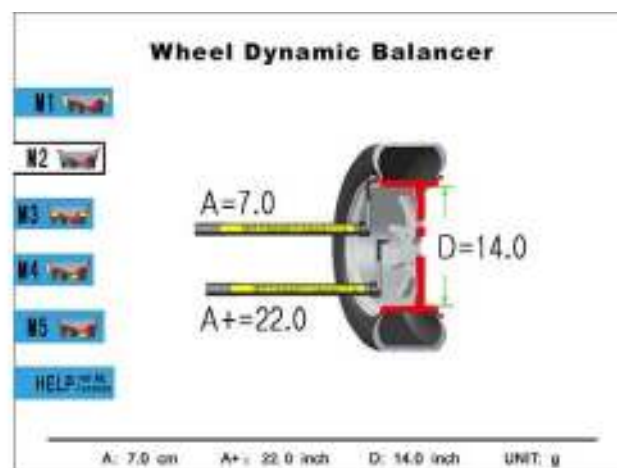 Wheel Dynamic Balancer
M1
M2
A=7.0
M3
D=14.0
M4
A+=22.0
M5
HELP
A: 7.0 cm A+: 22.0 inch D: 14.0 inch UNIT: g